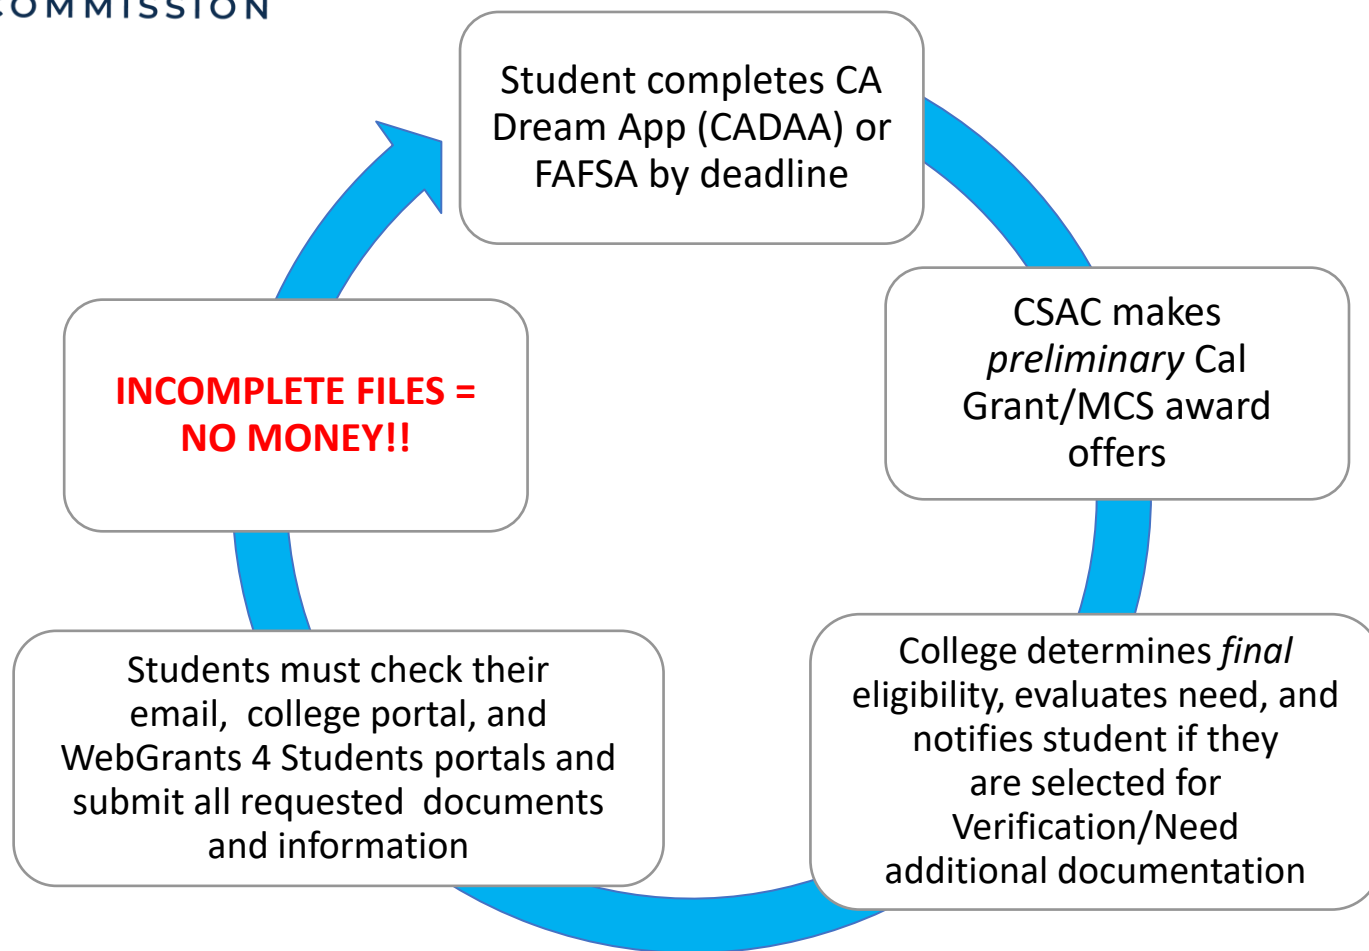 COMMISSION
Student completes CA
Dream App (CADAA) or
FAFSA by deadline
CSAC makes
preliminary Cal
Grant/MCS award
offers
College determines final
eligibility, evaluates need, and
notifies student if they
are selected for
Verification/Need
additional documentation
Students must check their
email, college portal, and
WebGrants 4 Students portals and
submit all requested documents
and information
INCOMPLETE FILES =
NO MONEY!!